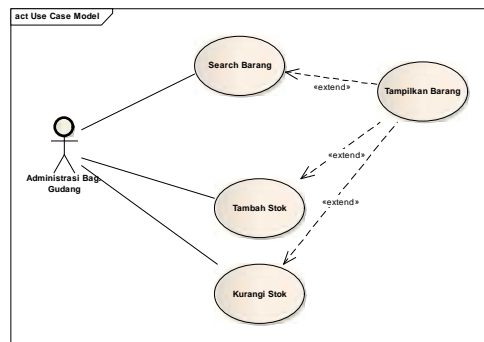 act Use Case Model
Search Barang
Tampilkan Barang
«extend»
«extend»
Administrasi Bag.
Gudang
Tambah Stok
«extend»
Kurangi Stok